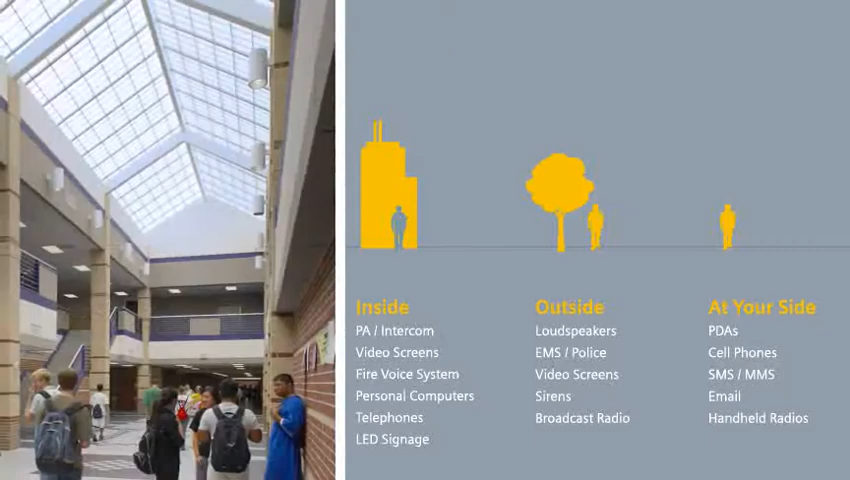 Inside
PA / Intercom
Video Screens
Fire Voice System
Personal Computers
Telephones
LED Signage
Outside
Loudspeakers
EMS / Police
Video Screens
Sirens
Broadcast Radio
At Your Side
PDAs
Cell Phones
SMS / MMS
Email
Handheld Radios